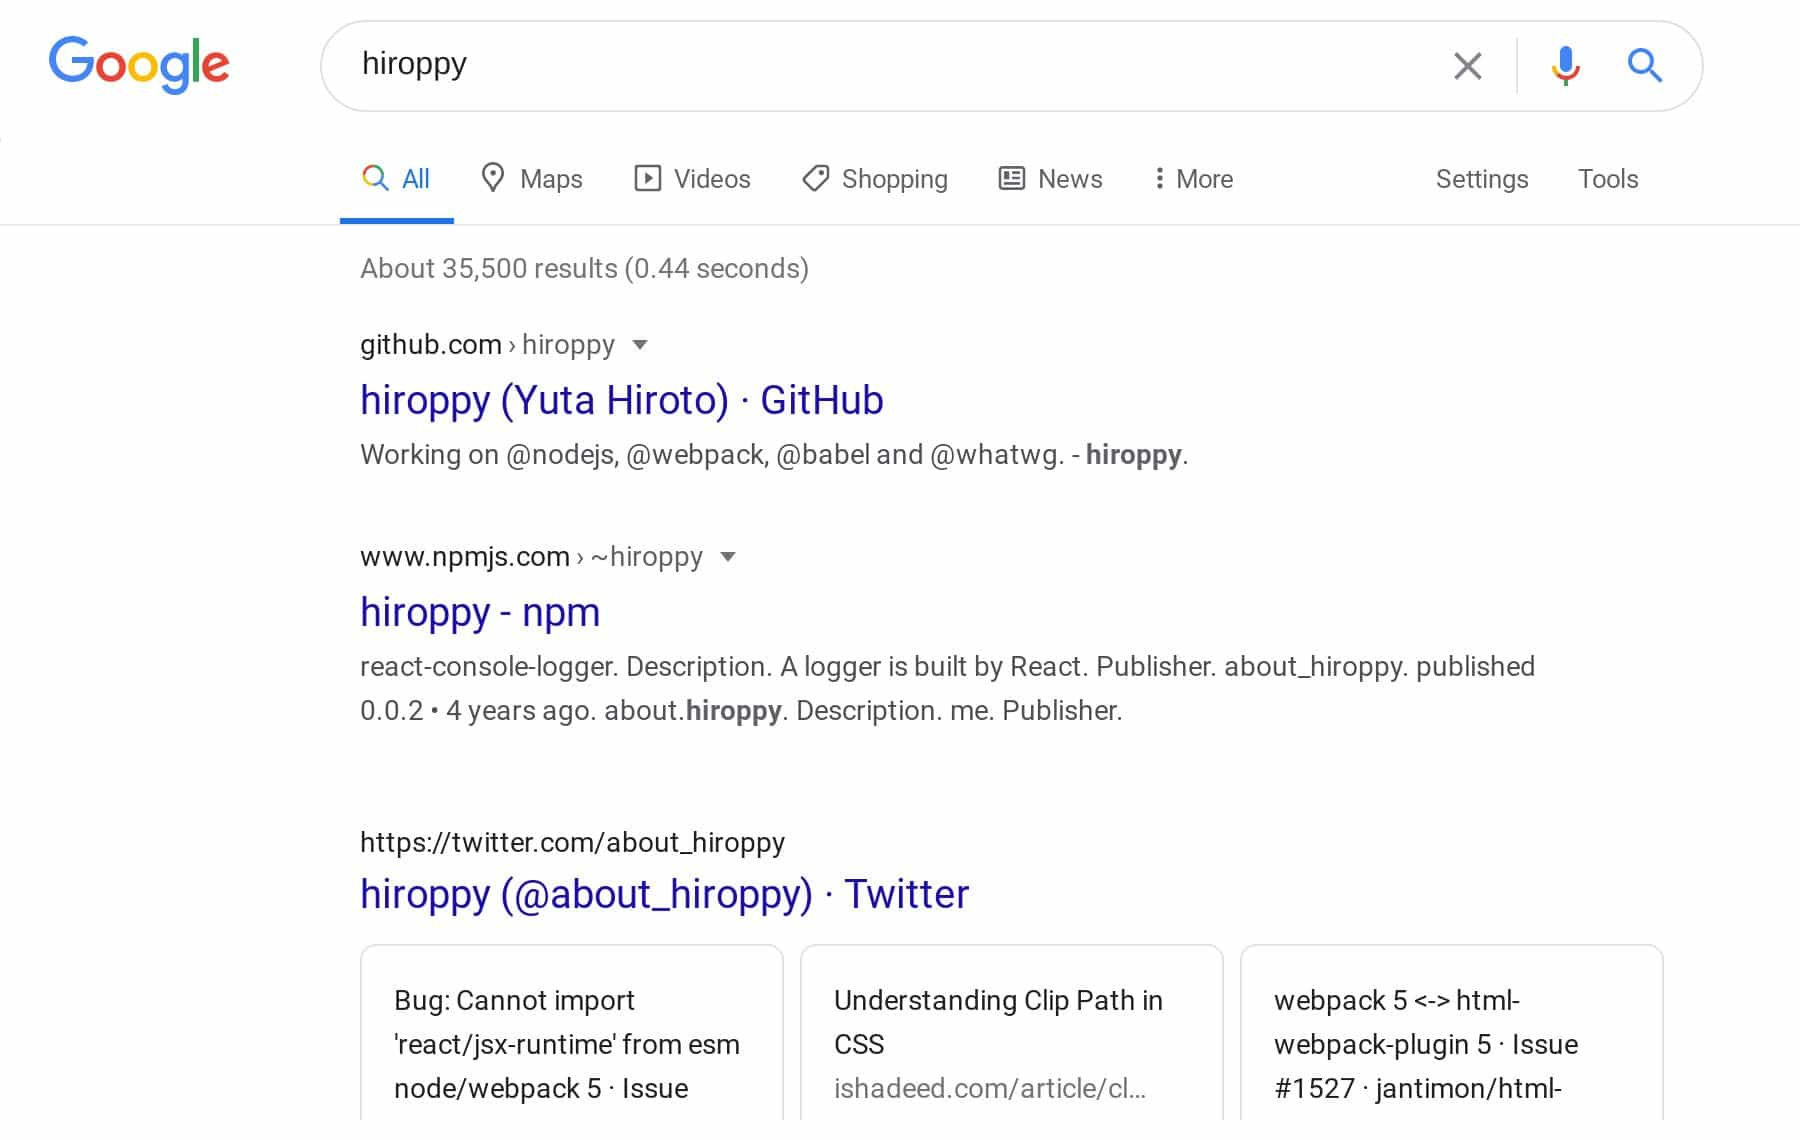 Google
hiroppy
All Maps Videos Shopping News More Settings Tools
About 35,500 results (0.44 seconds)
github.com › hiroppy
hiroppy (Yuta Hiroto) · GitHub
Working on @nodejs, @webpack, @babel and @whatwg. - hiroppy.
www.npmjs.com › ~hiroppy
hiroppy - npm
react-console-logger. Description. A logger is built by React. Publisher. about_hiroppy. published
0.0.2 • 4 years ago. about.hiroppy. Description. me. Publisher.
https://twitter.com/about_hiroppy
hiroppy (@about_hiroppy) · Twitter
Bug: Cannot import
'react/jsx-runtime' from esm
node/webpack 5 · Issue
Understanding Clip Path in
CSS
ishadeed.com/article/cl...
webpack 5 <-> html-
webpack-plugin 5 · Issue
#1527 · jantimon/html-